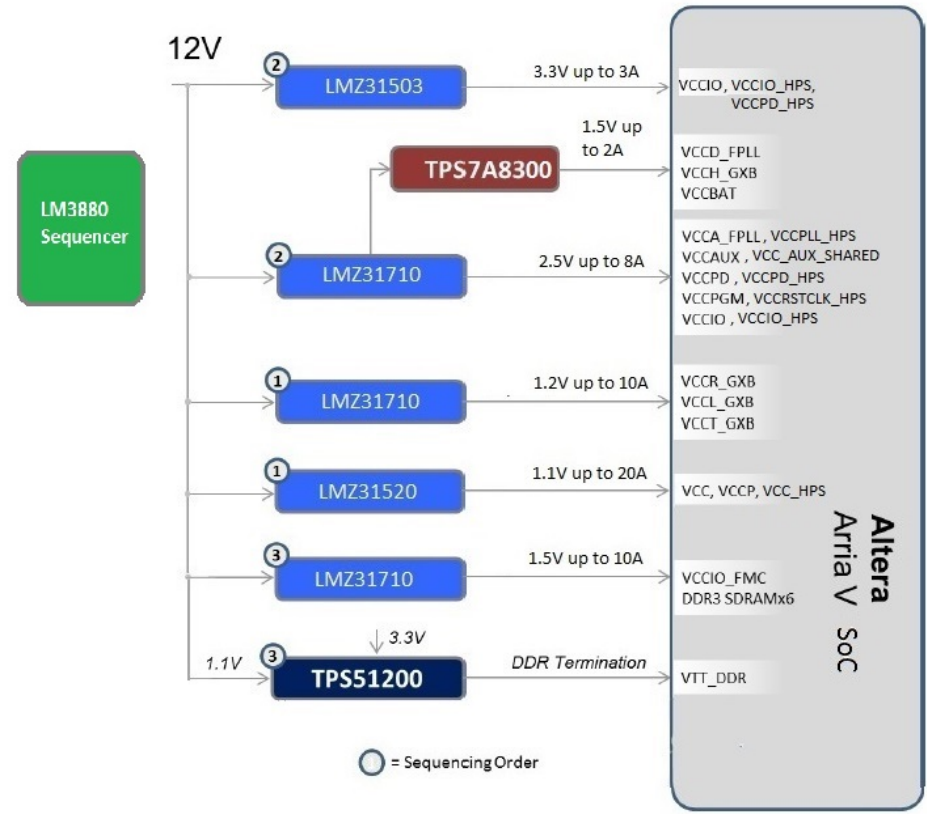 12V
2
LMZ31503
3.3V up to 3A
VCCIO, VCCIO_HPS,
VCCPD_HPS
1.5V up
to 2A
TPS7A8300
VCCD_FPLL
VCCH_GXB
VCCBAT
LM3880
Sequencer
2
LMZ31710
2.5V up to 8A
VCCA_FPLL, VCCPLL_HPS
VCCAUX, VCC_AUX_SHARED
VCCPD, VCCPD_HPS
VCCPGM, VCCRSTCLK_HPS
VCCIO, VCCIO_HPS
1
LMZ31710
1.2V up to 10A
VCCR_GXB
VCCL_GXB
VCCT_GXB
1
LMZ31520
1.1V up to 20A
VCC, VCCP, VCC_HPS
3
LMZ31710
1.5V up to 10A
VCCIO_FMC
DDR3 SDRAMx6
3.3V
1.1V
3
TPS51200
DDR Termination
VTT_DDR
Altera
Arria V SoC
1 = Sequencing Order